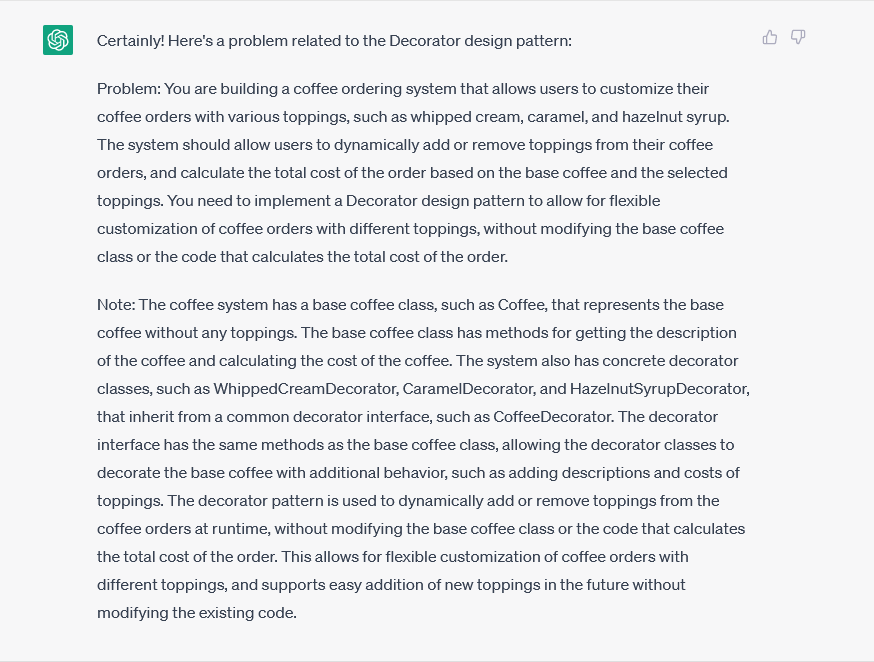 Certainly! Here's a problem related to the Decorator design pattern:
Problem: You are building a coffee ordering system that allows users to customize their
coffee orders with various toppings, such as whipped cream, caramel, and hazelnut syrup.
The system should allow users to dynamically add or remove toppings from their coffee
orders, and calculate the total cost of the order based on the base coffee and the selected
toppings. You need to implement a Decorator design pattern to allow for flexible
customization of coffee orders with different toppings, without modifying the base coffee
class or the code that calculates the total cost of the order.
Note: The coffee system has a base coffee class, such as Coffee, that represents the base
coffee without any toppings. The base coffee class has methods for getting the description
of the coffee and calculating the cost of the coffee. The system also has concrete decorator
classes, such as WhippedCreamDecorator, CaramelDecorator, and HazelnutSyrupDecorator,
that inherit from a common decorator interface, such as CoffeeDecorator. The decorator
interface has the same methods as the base coffee class, allowing the decorator classes to
decorate the base coffee with additional behavior, such as adding descriptions and costs of
toppings. The decorator pattern is used to dynamically add or remove toppings from the
coffee orders at runtime, without modifying the base coffee class or the code that calculates
the total cost of the order. This allows for flexible customization of coffee orders with
different toppings, and supports easy addition of new toppings in the future without
modifying the existing code.